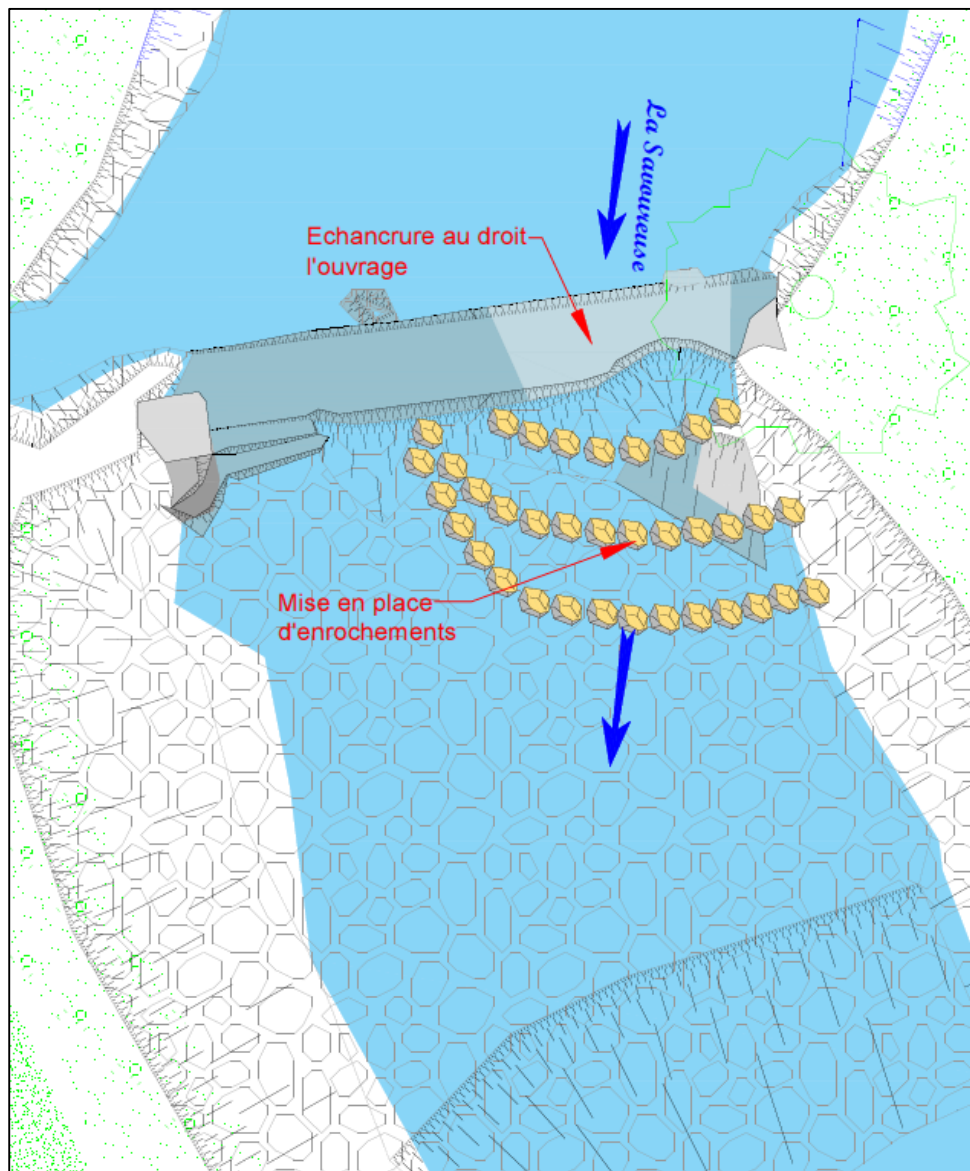 La Savoureuse
Echancrure au droit
l'ouvrage
Mise en place
d'enrochements